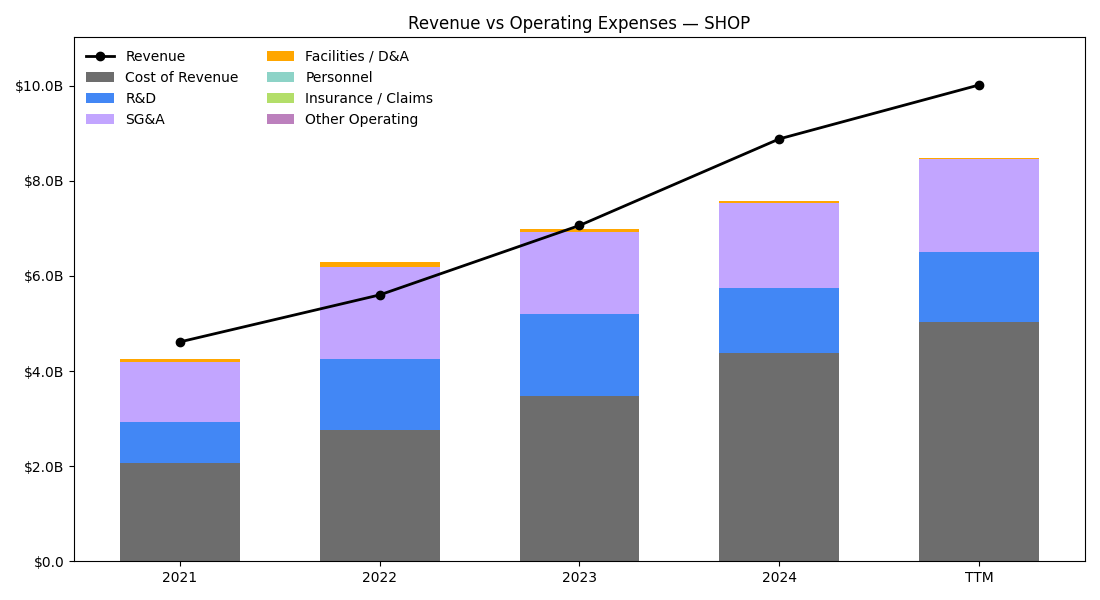 Revenue vs Operating Expenses — SHOP
Revenue
Cost of Revenue
R&D
SG&A
Facilities / D&A
Personnel
Insurance / Claims
Other Operating
$10.0B
$8.0B
$6.0B
$4.0B
$2.0B
$0.0
2021 2022 2023 2024 TTM